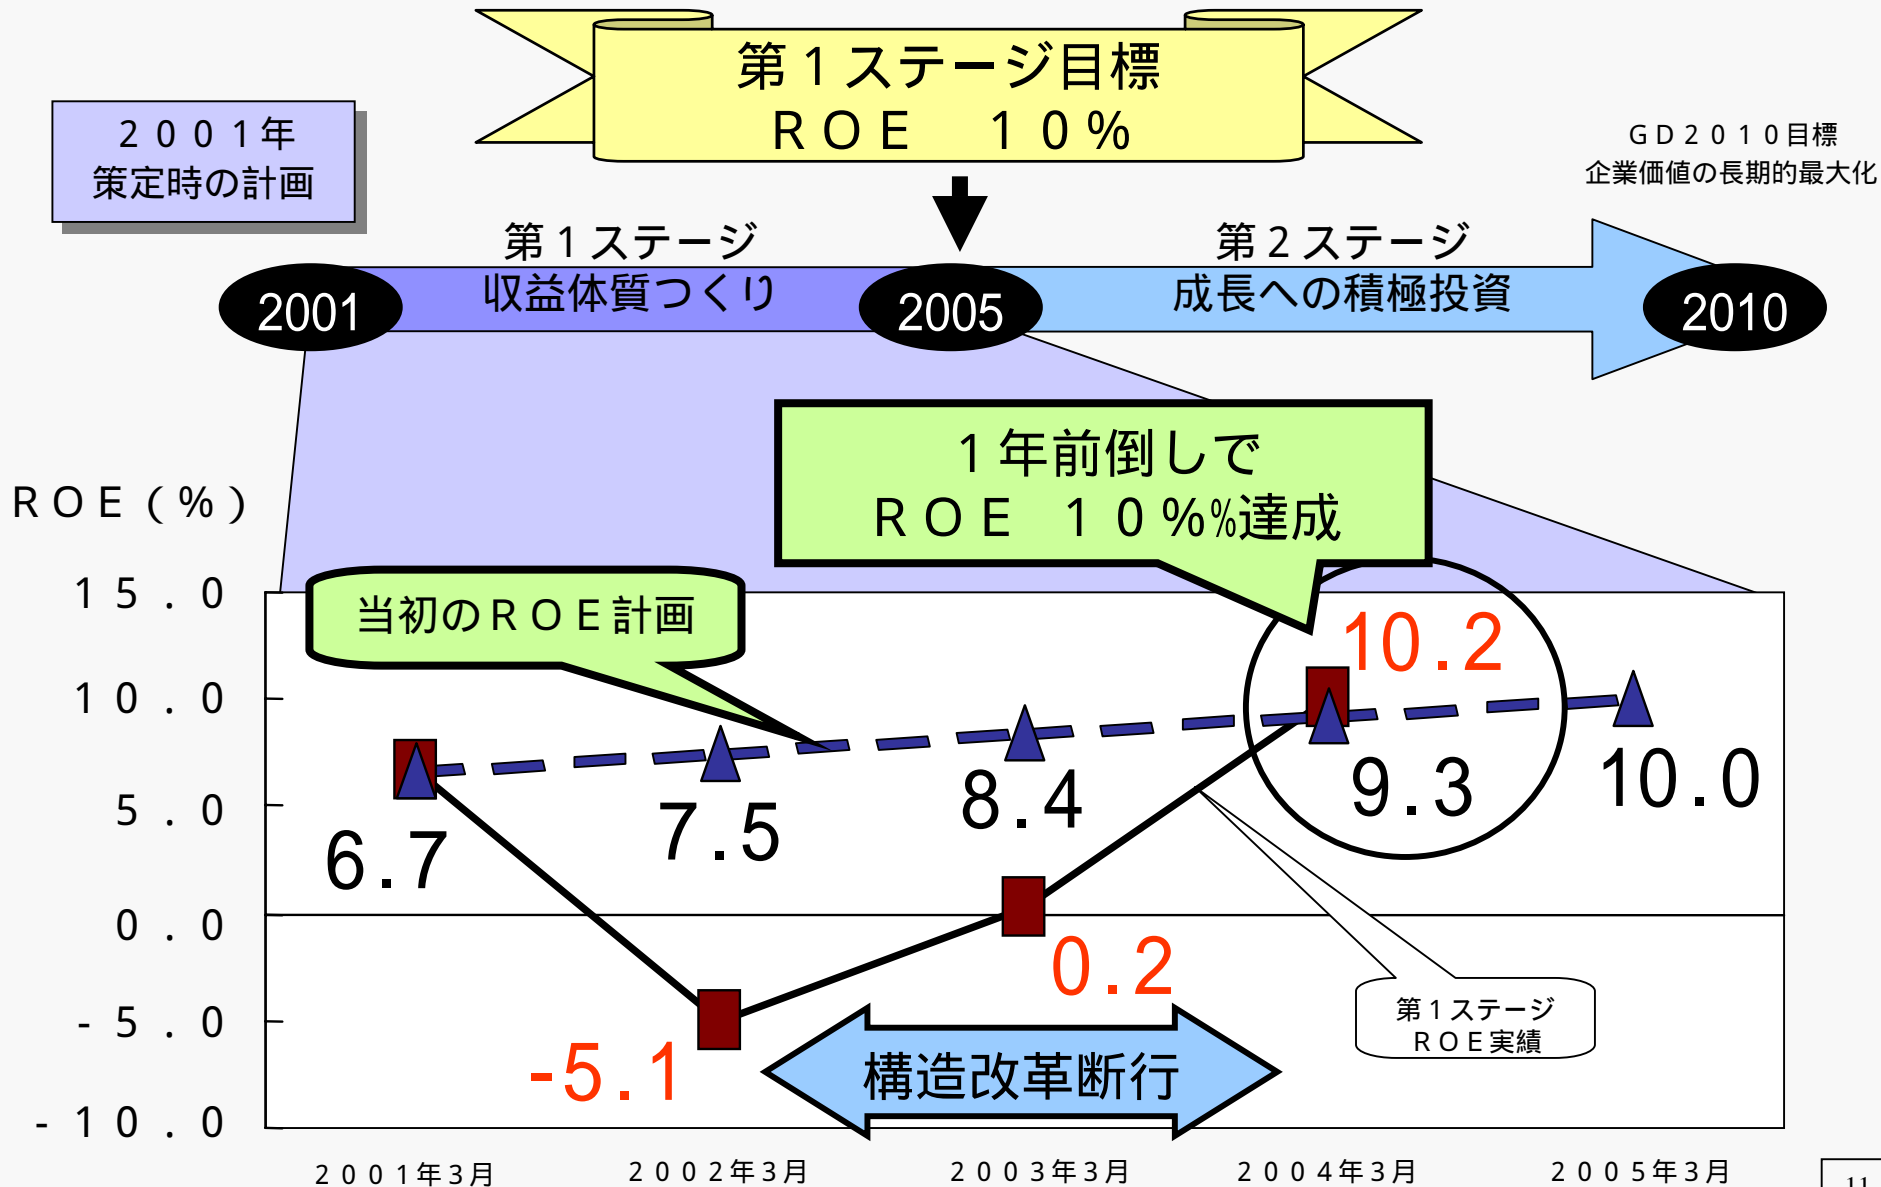 第１ステージ目標
ＲＯＥ　１０％
２００１年
策定時の計画
ＧＤ２０１０目標
企業価値の長期的最大化
第１ステージ
収益体質つくり
第２ステージ
成長への積極投資
2001
2005
2010
１年前倒しで
ＲＯＥ　１０％%達成
ＲＯＥ（％）
当初のＲＯＥ計画
15.0
10.0
5.0
0.0
-5.0
-10.0
10.2
6.7
7.5
8.4
9.3
10.0
-5.1
0.2
第１ステージ
ＲＯＥ実績
構造改革断行
２００１年３月
２００２年３月
２００３年３月
２００４年３月
２００５年３月
11